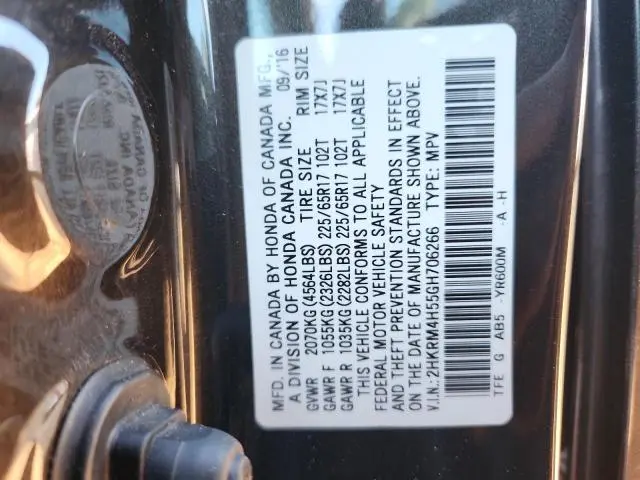 MFD. IN CANADA BY HONDA OF CANADA MFG.,
A DIVISION OF HONDA CANADA INC. 09/16
GVWR 2070KG (4564LBS) TIRE SIZE RIM SIZE
GAWR F 1055KG (2326LBS) 225/65R17 102T 17X7J
GAWR R 1035KG (2282LBS) 225/65R17 102T 17X7J
THIS VEHICLE CONFORMS TO ALL APPLICABLE
FEDERAL MOTOR VEHICLE SAFETY
AND THEFT PREVENTION STANDARDS IN EFFECT
ON THE DATE OF MANUFACTURE SHOWN ABOVE.
V.I.N.: 2HKRM4H55GH706266 TYPE: MPV
TFE G AB5 -YR600M -A -H